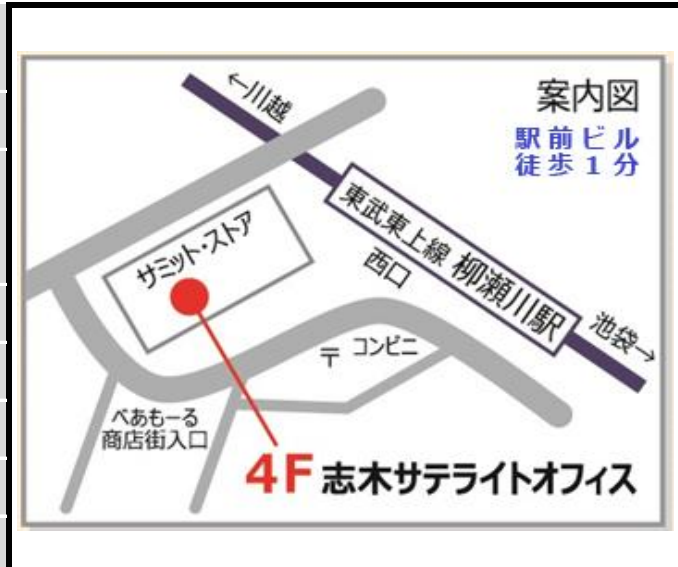 案内図
駅前ビル
徒歩1分
←川越
東武東上線 柳瀬川駅
西口
池袋→
サミット・ストア
〒 コンビニ
べあもーる
商店街入口
4F 志木サテライトオフィス